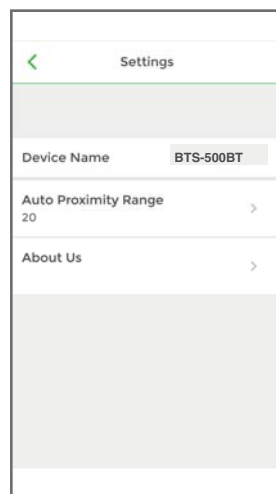 Settings
Device Name BTS-500BT
Auto Proximity Range
20
About Us